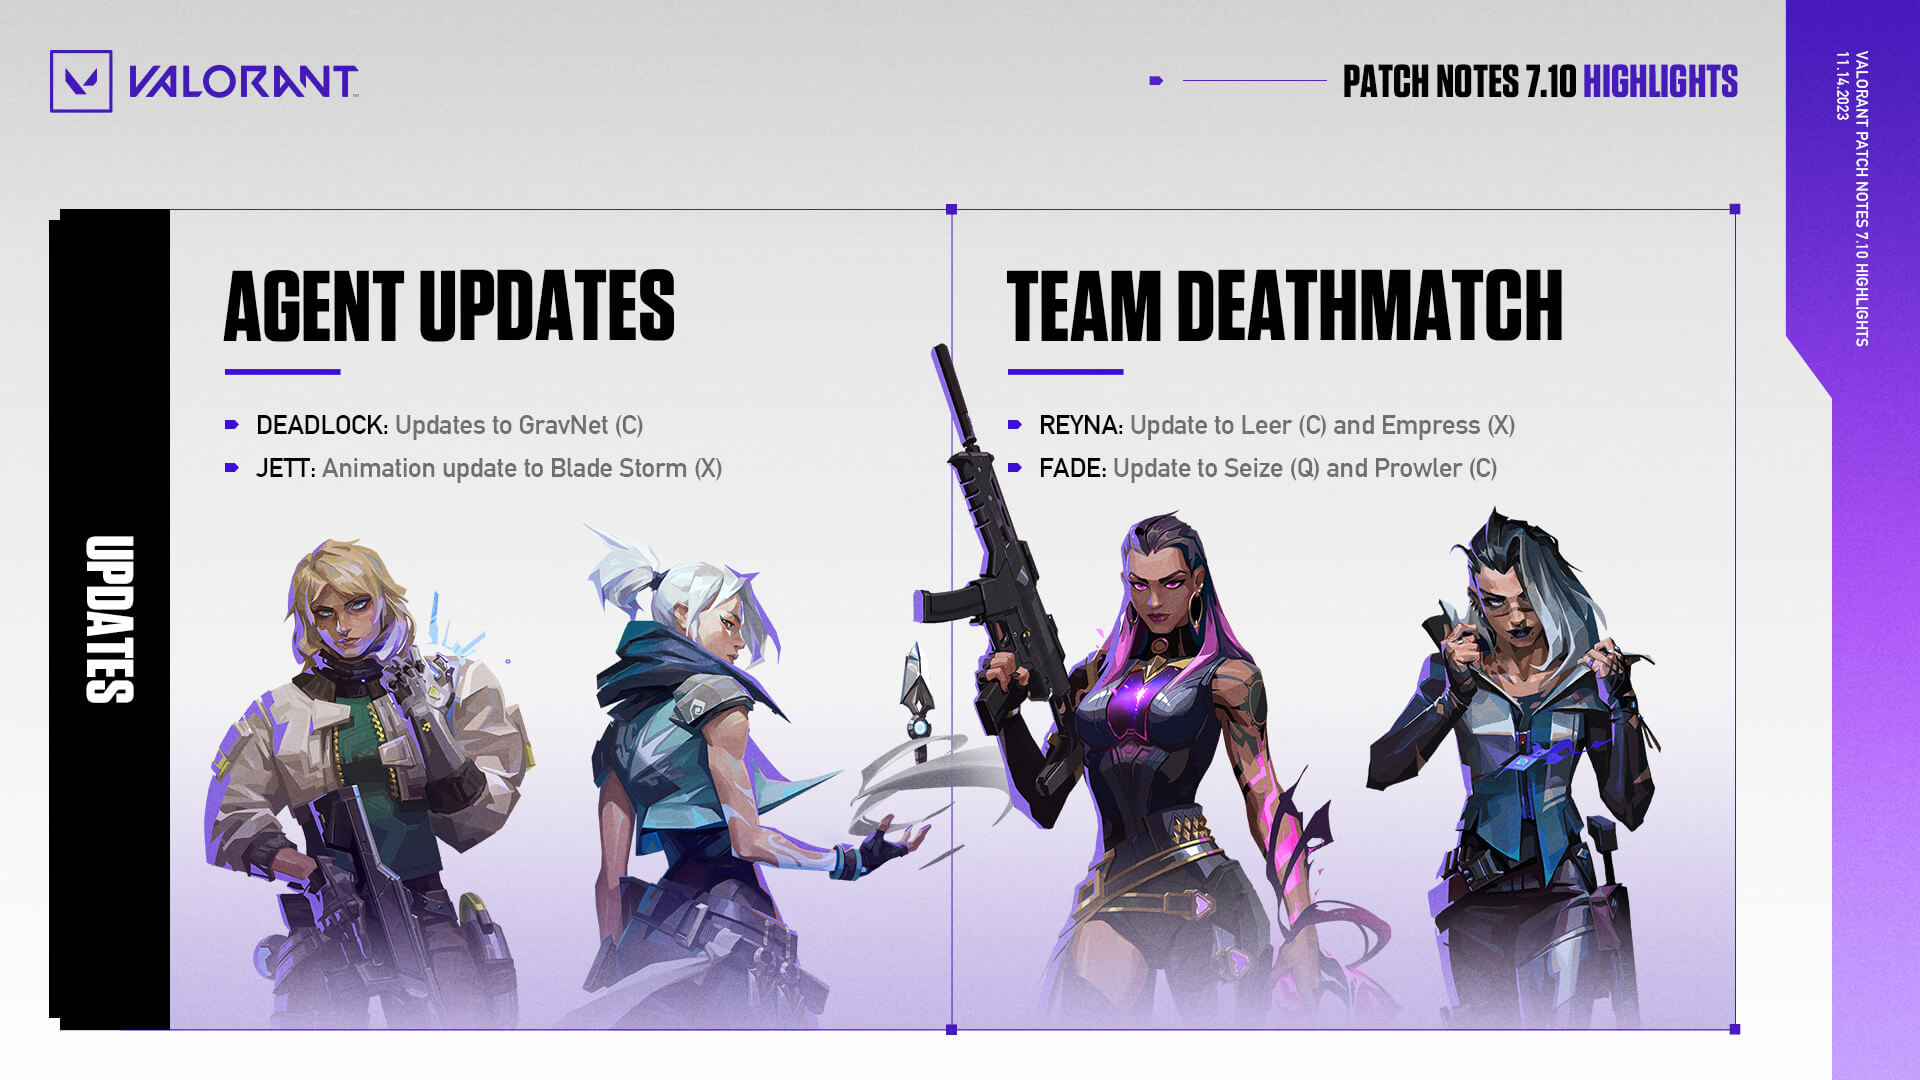 VALORANT
PATCH NOTES 7.10 HIGHLIGHTS
VALORANT PATCH NOTES 7.10 HIGHLIGHTS
11.14.2023
UPDATES
AGENT UPDATES
DEADLOCK: Updates to GravNet (C)
JETT: Animation update to Blade Storm (X)
TEAM DEATHMATCH
REYNA: Update to Leer (C) and Empress (X)
FADE: Update to Seize (Q) and Prowler (C)